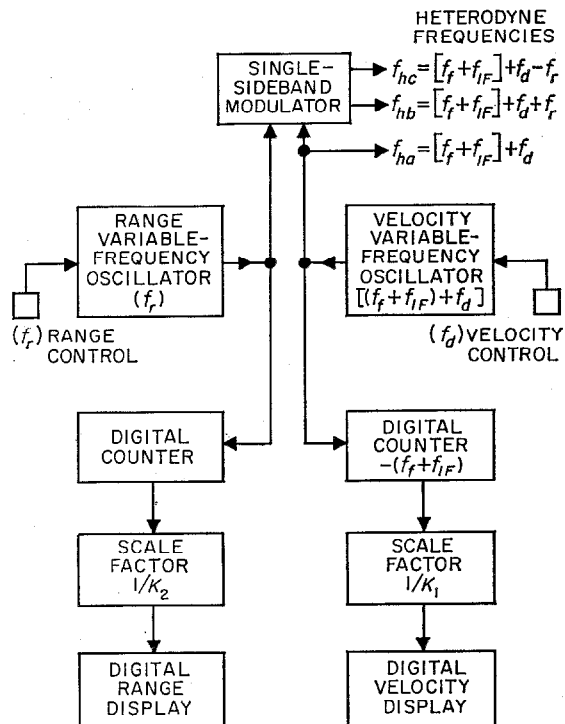 HETERODYNE
FREQUENCIES
SINGLE-
SIDEBAND
MODULATOR
f_hc = [f_f + f_IF] + f_d - f_r
f_hb = [f_f + f_IF] + f_d + f_r
f_ha = [f_f + f_IF] + f_d
RANGE
VARIABLE-
FREQUENCY
OSCILLATOR
(f_r)
VELOCITY
VARIABLE-
FREQUENCY
OSCILLATOR
[(f_f + f_IF) + f_d]
(f_r) RANGE
CONTROL
(f_d) VELOCITY
CONTROL
DIGITAL
COUNTER
DIGITAL
COUNTER
-(f_f + f_IF)
SCALE
FACTOR
1/K_2
SCALE
FACTOR
1/K_1
DIGITAL
RANGE
DISPLAY
DIGITAL
VELOCITY
DISPLAY